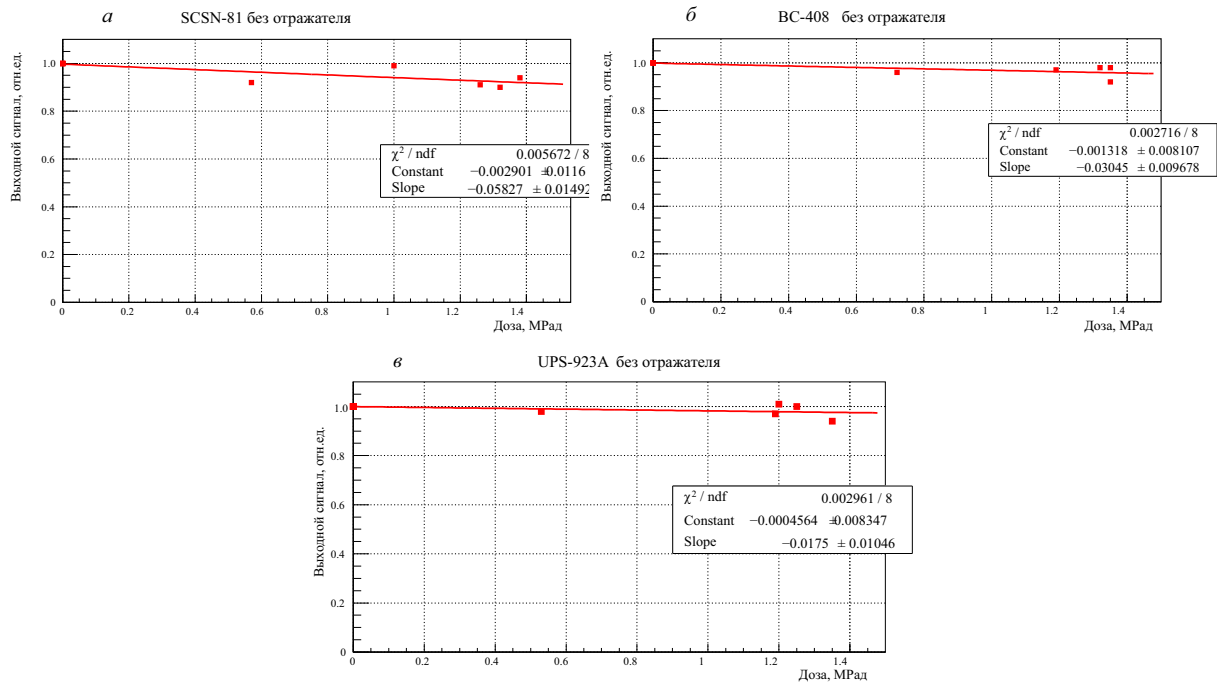 а SCSN-81 без отражателя
Выходной сигнал, отн.ед.
1.0
0.8
0.6
0.4
0.2
0
0 0.2 0.4 0.6 0.8 1 1.2 1.4
Доза, МРад
χ² / ndf 0.005672 / 8
Constant −0.002901 ±0.0116
Slope −0.05827 ± 0.01492
б BC-408 без отражателя
Выходной сигнал, отн.ед.
1.0
0.8
0.6
0.4
0.2
0
0 0.2 0.4 0.6 0.8 1 1.2 1.4
Доза, МРад
χ² / ndf 0.002716 / 8
Constant −0.001318 ± 0.008107
Slope −0.03045 ± 0.009678
в UPS-923A без отражателя
Выходной сигнал, отн.ед.
1.0
0.8
0.6
0.4
0.2
0
0 0.2 0.4 0.6 0.8 1 1.2 1.4
Доза, МРад
χ² / ndf 0.002961 / 8
Constant −0.0004564 ±0.008347
Slope −0.0175 ± 0.01046